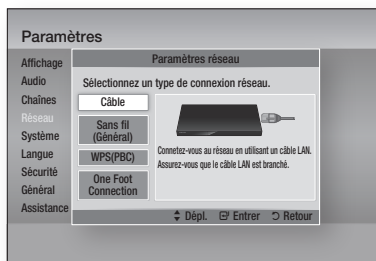 Paramètres
Affichage
Audio
Chaînes
Réseau
Système
Langue
Sécurité
Général
Assistance
Paramètres réseau
Sélectionnez un type de connexion réseau.
Câble
Sans fil
(Général)
WPS(PBC)
One Foot
Connection
Connetez-vous au réseau en utilisant un câble LAN.
Assurez-vous que le câble LAN est branché.
Dépl. Entrer Retour